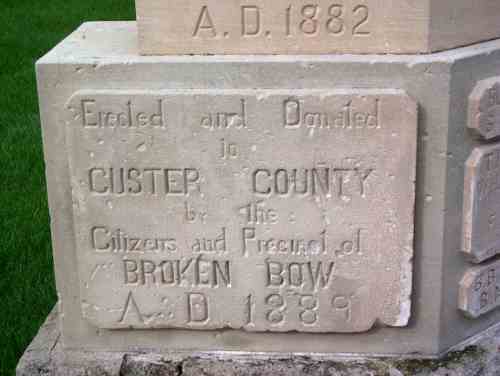 A.D. 1882
Erected and Donated
to
CUSTER COUNTY
by the
Citizens and Precinct of
BROKEN BOW
A. D. 1889